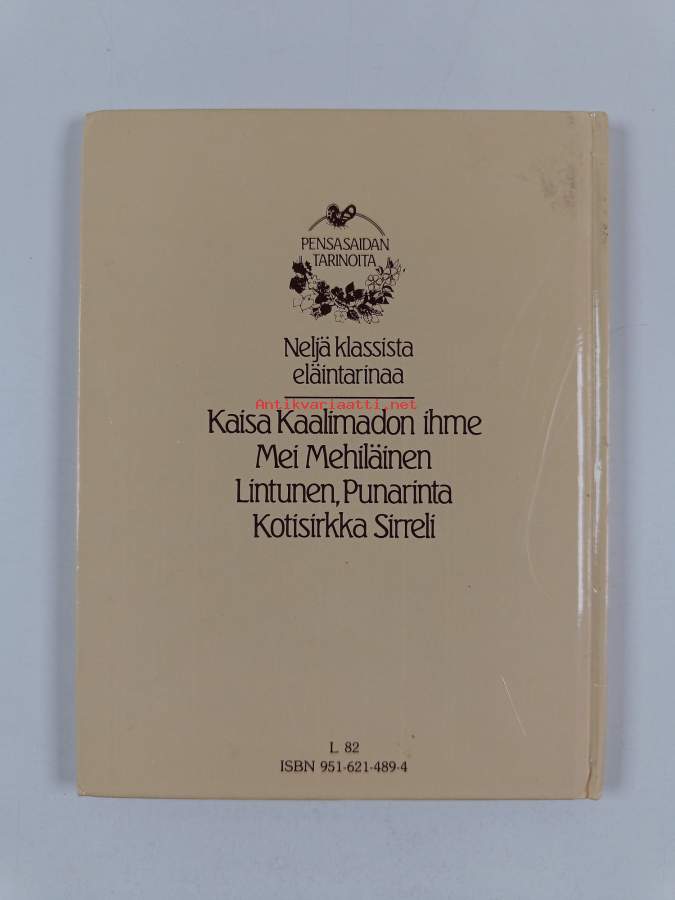 PENSASAIDAN
TARINOITA
Neljä klassista
eläintarinaa
Antikvariaatti.net
Kaisa Kaalimadon ihme
Mei Mehiläinen
Lintunen, Punarinta
Kotisirkka Sirreli
L 82
ISBN 951-621-489-4